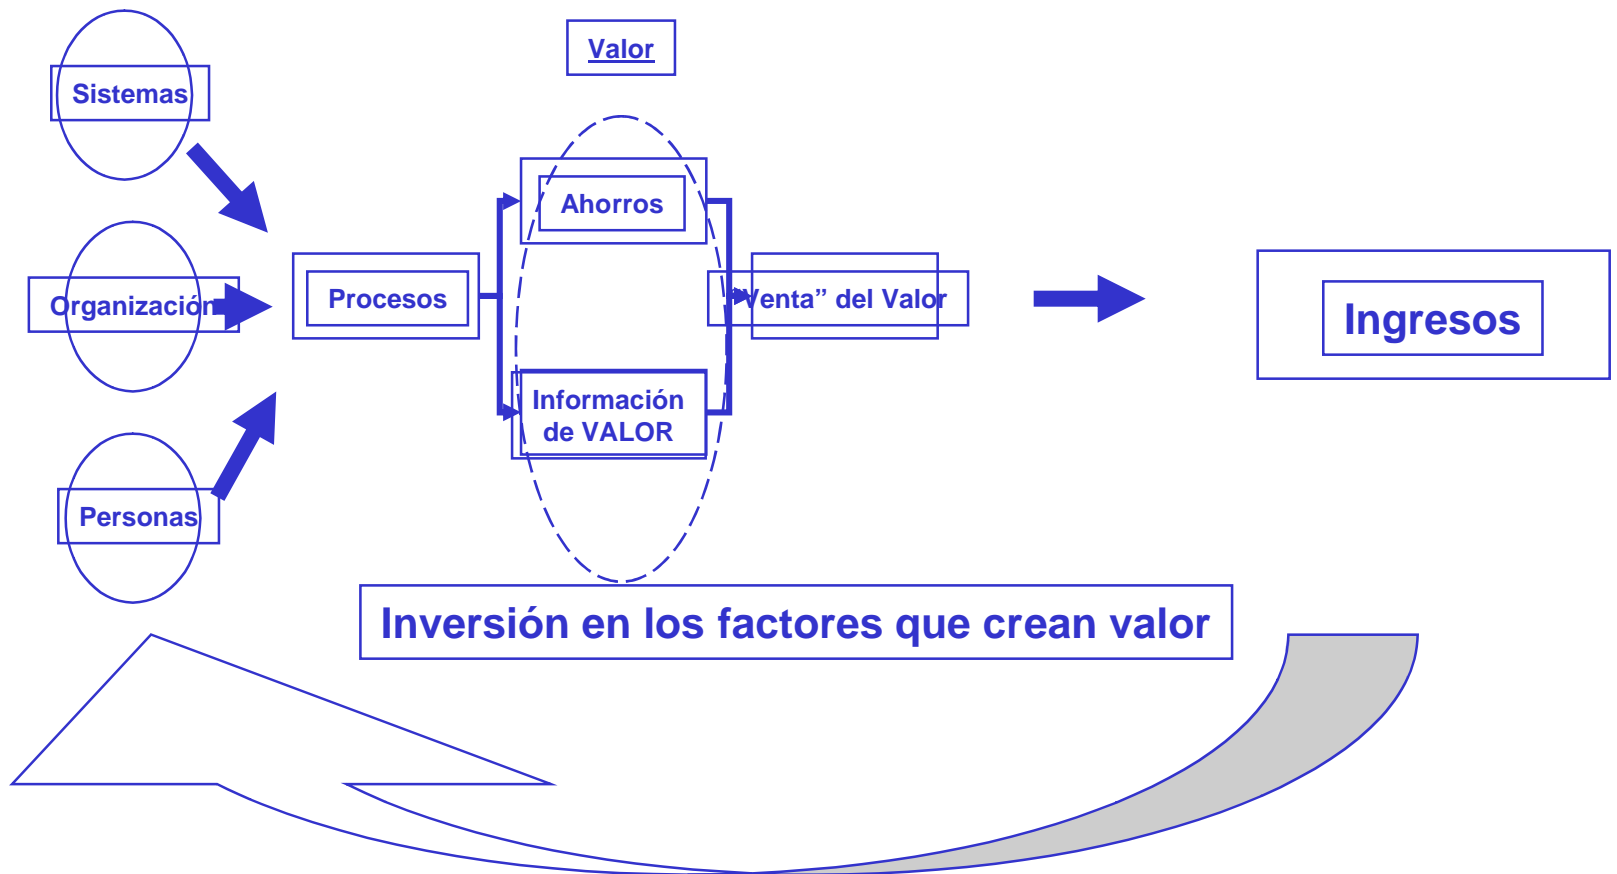 Valor
Sistemas
Ahorros
Organización
Procesos
“Venta” del Valor
Ingresos
Información
de VALOR
Personas
Inversión en los factores que crean valor